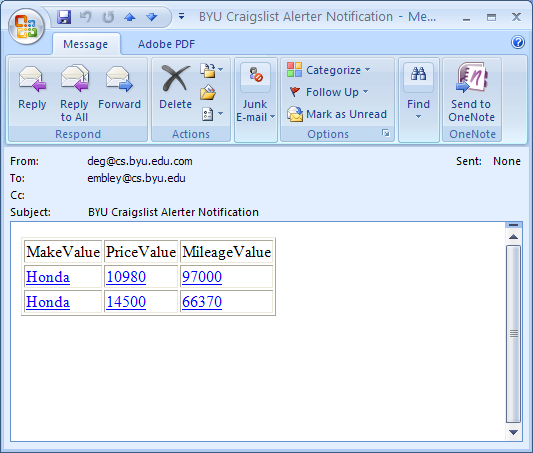 BYU Craigslist Alerter Notification - Me...
Message Adobe PDF
Reply Reply to All Forward Delete Junk E-mail Categorize Follow Up Mark as Unread Find Send to OneNote
Respond Actions Options OneNote
From: deg@cs.byu.edu.com Sent: None
To: embley@cs.byu.edu
Cc:
Subject: BYU Craigslist Alerter Notification
MakeValue PriceValue MileageValue
Honda 10980 97000
Honda 14500 66370